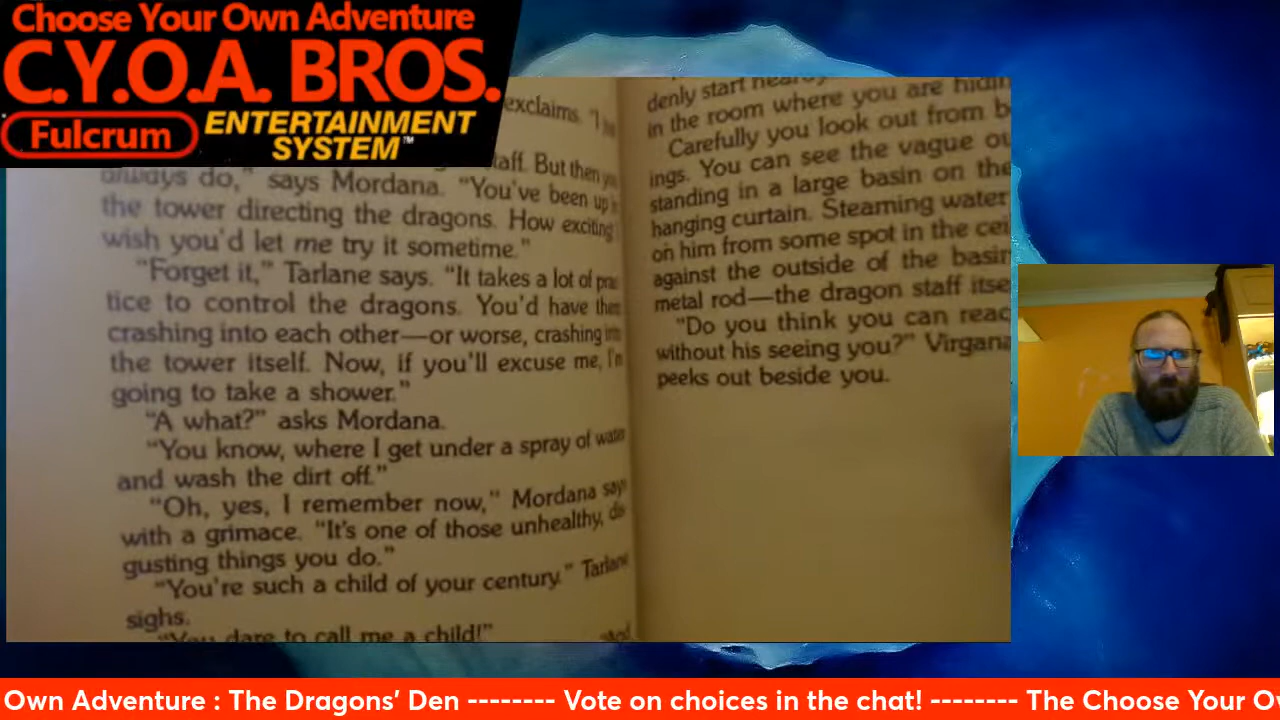 Choose Your Own Adventure
C.Y.O.A. BROS.
Fulcrum
ENTERTAINMENT
SYSTEM™
exclaims. "I
staff. But then
always do," says Mordana. "You've been up
the tower directing the dragons. How exciting
wish you'd let me try it sometime."
"Forget it," Tarlane says. "It takes a lot of
tice to control the dragons. You'd have them
crashing into each other—or worse, crashing
the tower itself. Now, if you'll excuse me, I'm
going to take a shower."
"A what?" asks Mordana.
"You know, where I get under a spray of water
and wash the dirt off."
"Oh, yes, I remember now," Mordana says
with a grimace. "It's one of those unhealthy, dis
gusting things you do."
"You're such a child of your century." Tarlane
sighs.
"You dare to call me a child!"
denly start nearby
in the room where you are
Carefully you look out from
ings. You can see the vague
standing in a large basin on the
hanging curtain. Steaming water
on him from some spot in the
against the outside of the basin
metal rod—the dragon staff
"Do you think you can
without his seeing you?" Virgana
peeks out beside you.
Own Adventure : The Dragons' Den -------- Vote on choices in the chat! -------- The Choose Your